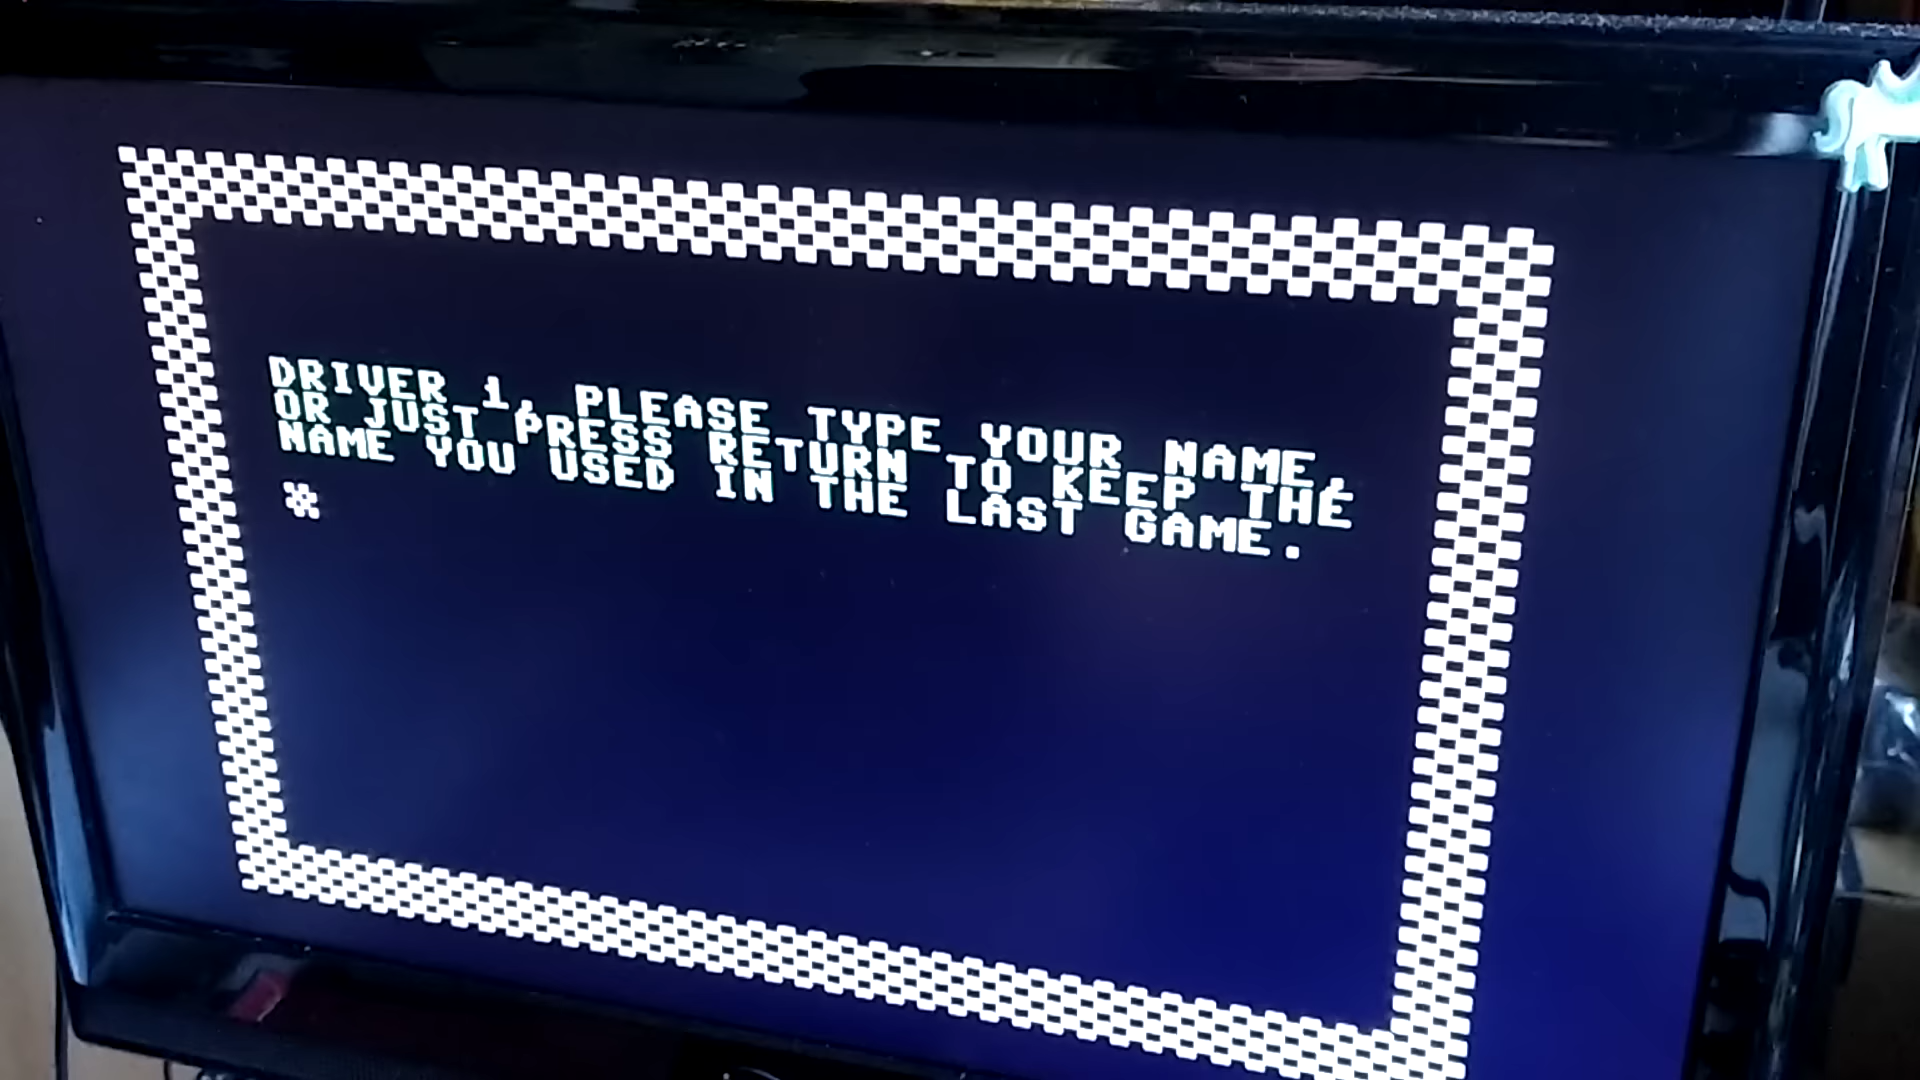 DRIVER 1, PLEASE TYPE YOUR NAME,
OR JUST PRESS RETURN TO KEEP THE
NAME YOU USED IN THE LAST GAME.